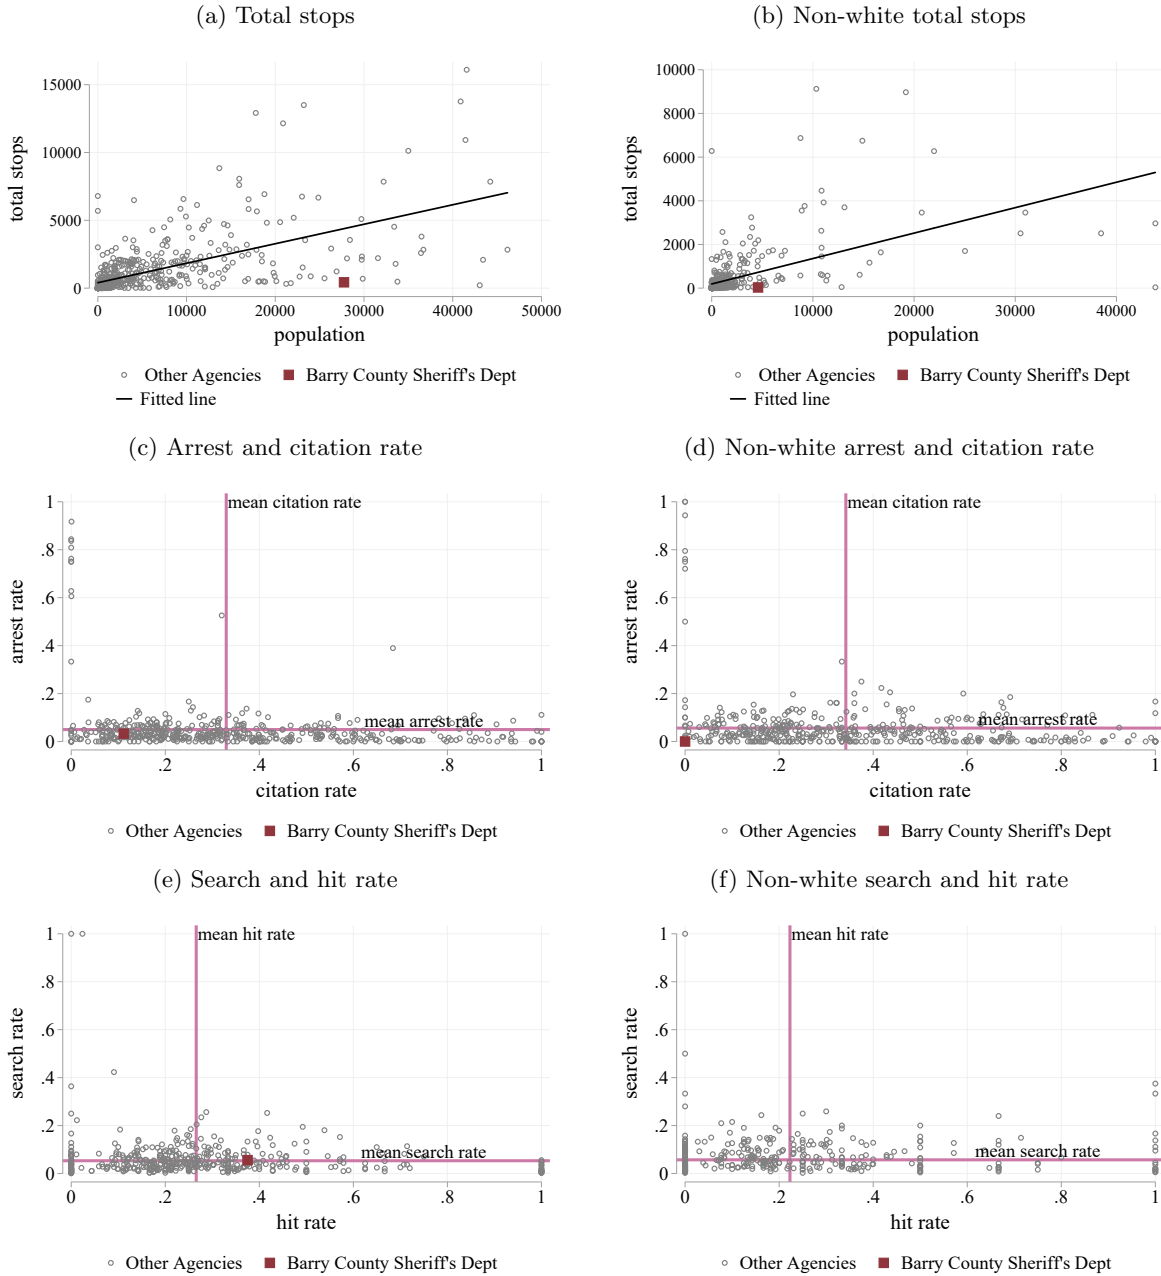 (a) Total stops
(b) Non-white total stops
total stops
15000
10000
5000
0
0 10000 20000 30000 40000 50000
population
Other Agencies Barry County Sheriff's Dept
Fitted line
total stops
10000
8000
6000
4000
2000
0
0 10000 20000 30000 40000
population
Other Agencies Barry County Sheriff's Dept
Fitted line
(c) Arrest and citation rate
(d) Non-white arrest and citation rate
arrest rate
1
.8
.6
.4
.2
0
mean citation rate
mean arrest rate
0 .2 .4 .6 .8 1
citation rate
Other Agencies Barry County Sheriff's Dept
arrest rate
1
.8
.6
.4
.2
0
mean citation rate
mean arrest rate
0 .2 .4 .6 .8 1
citation rate
Other Agencies Barry County Sheriff's Dept
(e) Search and hit rate
(f) Non-white search and hit rate
search rate
1
.8
.6
.4
.2
0
mean hit rate
mean search rate
0 .2 .4 .6 .8 1
hit rate
Other Agencies Barry County Sheriff's Dept
search rate
1
.8
.6
.4
.2
0
mean hit rate
mean search rate
0 .2 .4 .6 .8 1
hit rate
Other Agencies Barry County Sheriff's Dept